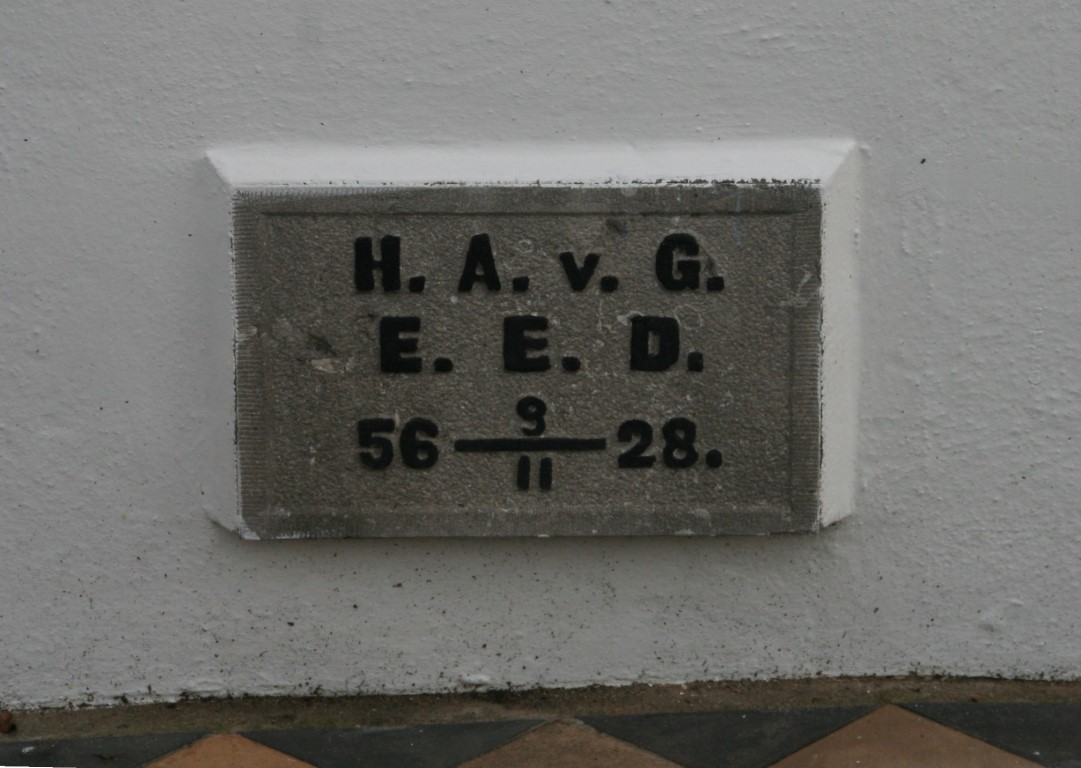 H. A. v. G.
E. E. D.
56 9/11 28.